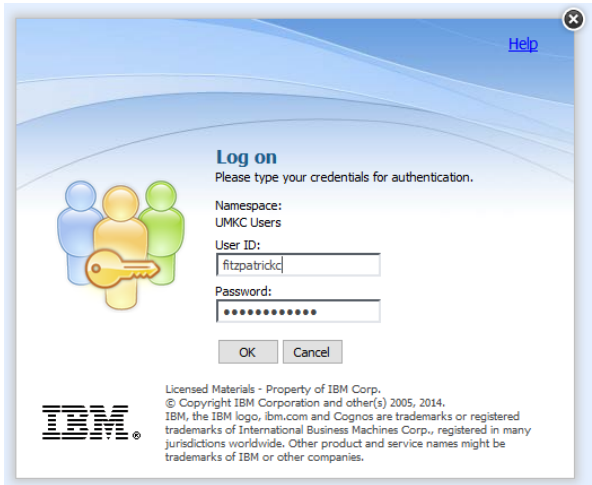 Help
Log on
Please type your credentials for authentication.
Namespace:
UMKC Users
User ID:
fitzpatrickc
Password:
●●●●●●●●●●●●
OK Cancel
Licensed Materials - Property of IBM Corp.
© Copyright IBM Corporation and other(s) 2005, 2014.
IBM, the IBM logo, ibm.com and Cognos are trademarks or registered
trademarks of International Business Machines Corp., registered in many
jurisdictions worldwide. Other product and service names might be
trademarks of IBM or other companies.
IBM®